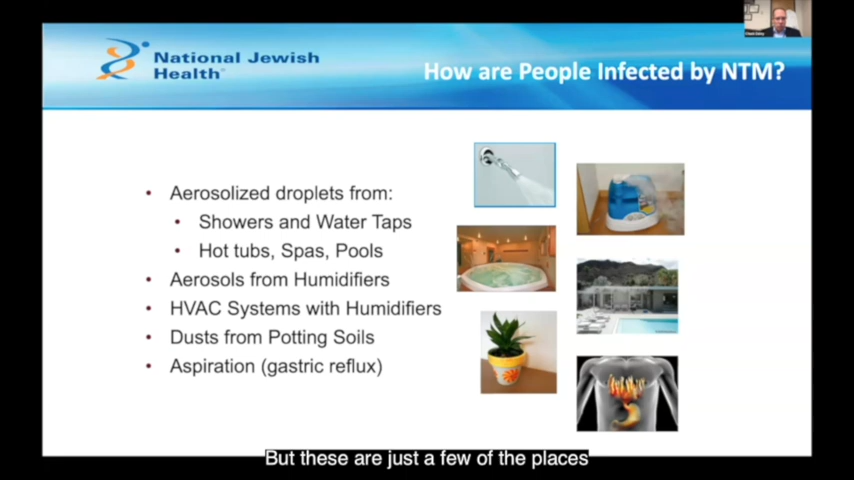 National Jewish
Health®
How are People Infected by NTM?
• Aerosolized droplets from:
• Showers and Water Taps
• Hot tubs, Spas, Pools
• Aerosols from Humidifiers
• HVAC Systems with Humidifiers
• Dusts from Potting Soils
• Aspiration (gastric reflux)
But these are just a few of the places